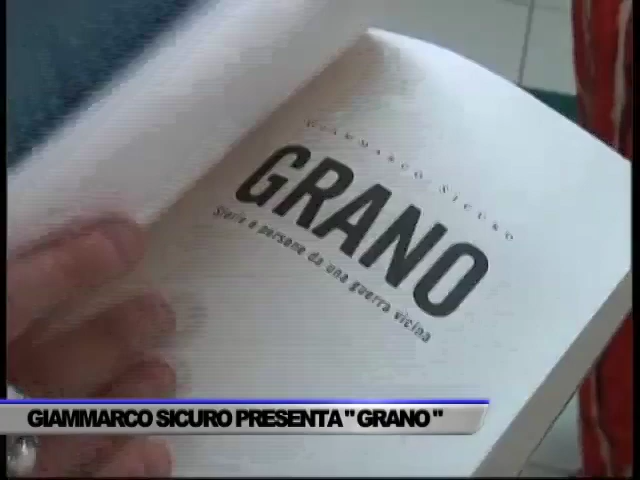 Giammarco Sicuro
GRANO
Storie e persone da una guerra vicina
GIAMMARCO SICURO PRESENTA " GRANO "